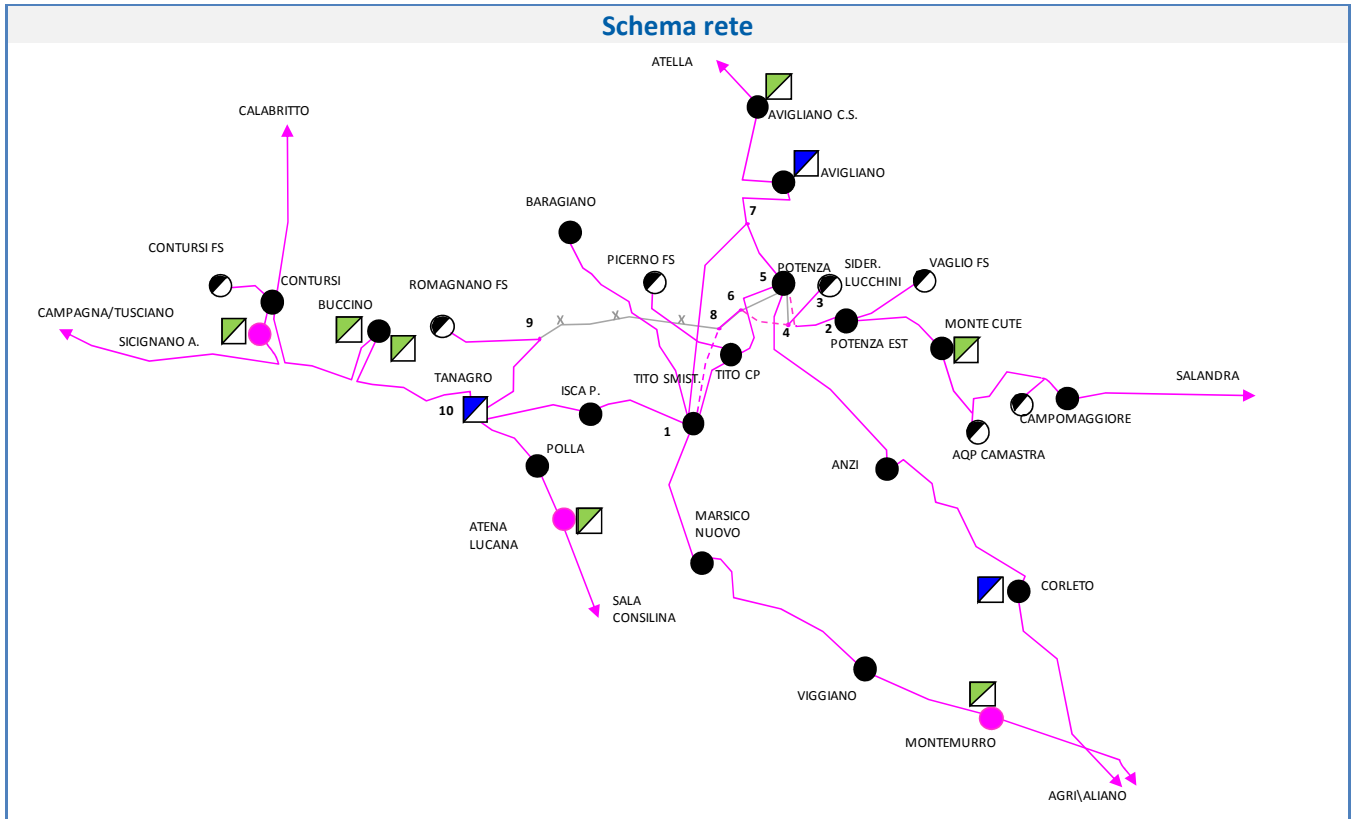 Schema rete
ATELLA
AVIGLIANO C.S.
CALABRITTO
AVIGLIANO
BARAGIANO
7
CONTURSI FS
PICERNO FS
POTENZA
SIDER.
LUCCHINI
VAGLIO FS
5
CONTURSI
ROMAGNANO FS
BUCCINO
6
3
CAMPAGNA/TUSCIANO
8
9
2
4
POTENZA EST
MONTE CUTE
SICIGNANO A.
TANAGRO
ISCA P.
TITO SMIST.
TITO CP
SALANDRA
10
1
CAMPOMAGGIORE
POLLA
ANZI
AQP CAMASTRA
ATENA
LUCANA
MARSICO
NUOVO
SALA
CONSILINA
CORLETO
VIGGIANO
MONTEMURRO
AGRI\ALIANO
X
X
X